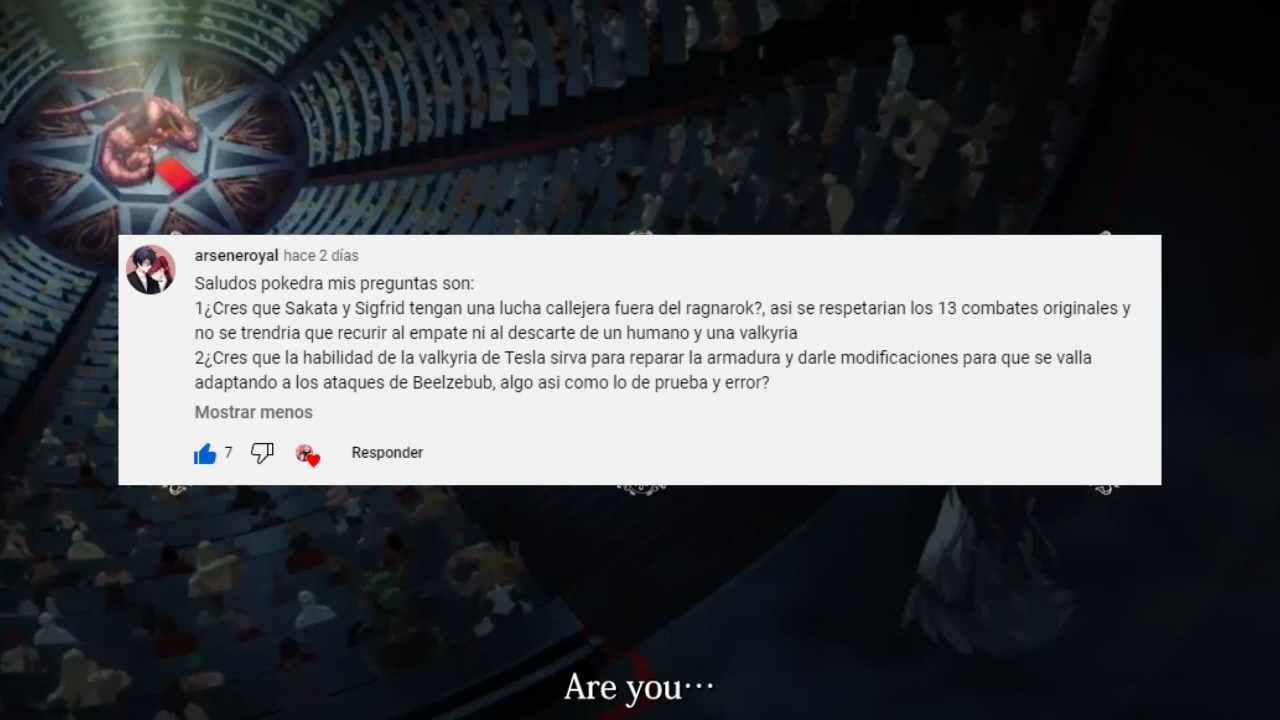 arseneroyal hace 2 días
Saludos pokedra mis preguntas son:
1¿Cres que Sakata y Sigfrid tengan una lucha callejera fuera del ragnarok?, asi se respetarian los 13 combates originales y
no se trendria que recurir al empate ni al descarte de un humano y una valkyria
2¿Cres que la habilidad de la valkyria de Tesla sirva para reparar la armadura y darle modificaciones para que se valla
adaptando a los ataques de Beelzebub, algo asi como lo de prueba y error?
Mostrar menos
7 Responder
Are you…